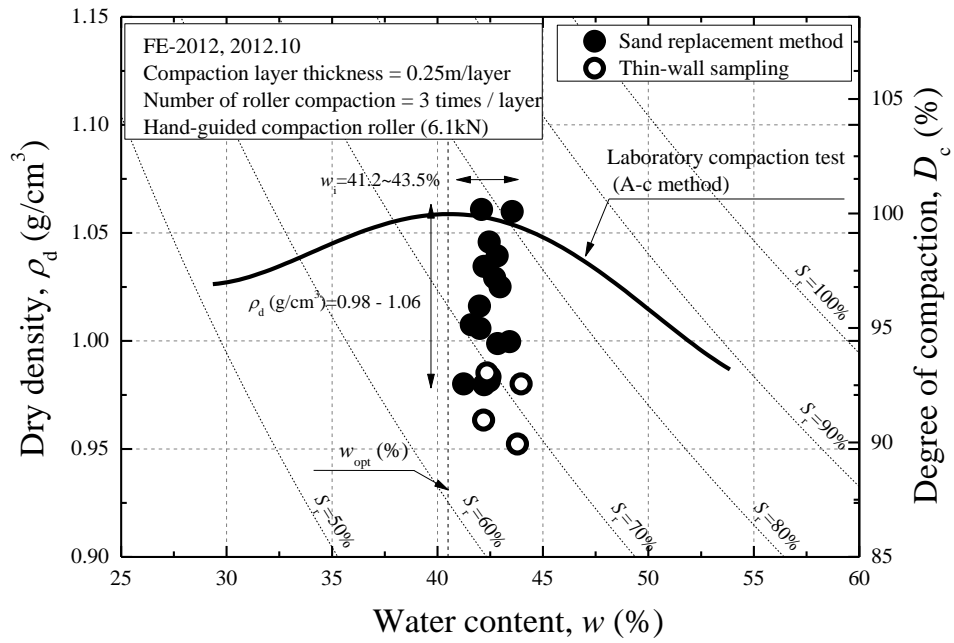 FE-2012, 2012.10
Compaction layer thickness = 0.25m/layer
Number of roller compaction = 3 times / layer
Hand-guided compaction roller (6.1kN)
Sand replacement method
Thin-wall sampling
Laboratory compaction test
(A-c method)
wi=41.2~43.5%
ρd (g/cm3)=0.98 - 1.06
wopt (%)
Sr=50%
Sr=60%
Sr=70%
Sr=80%
Sr=90%
Sr=100%
Dry density, ρd (g/cm3)
1.15
1.10
1.05
1.00
0.95
0.90
Degree of compaction, Dc (%)
105
100
95
90
85
25 30 35 40 45 50 55 60
Water content, w (%)